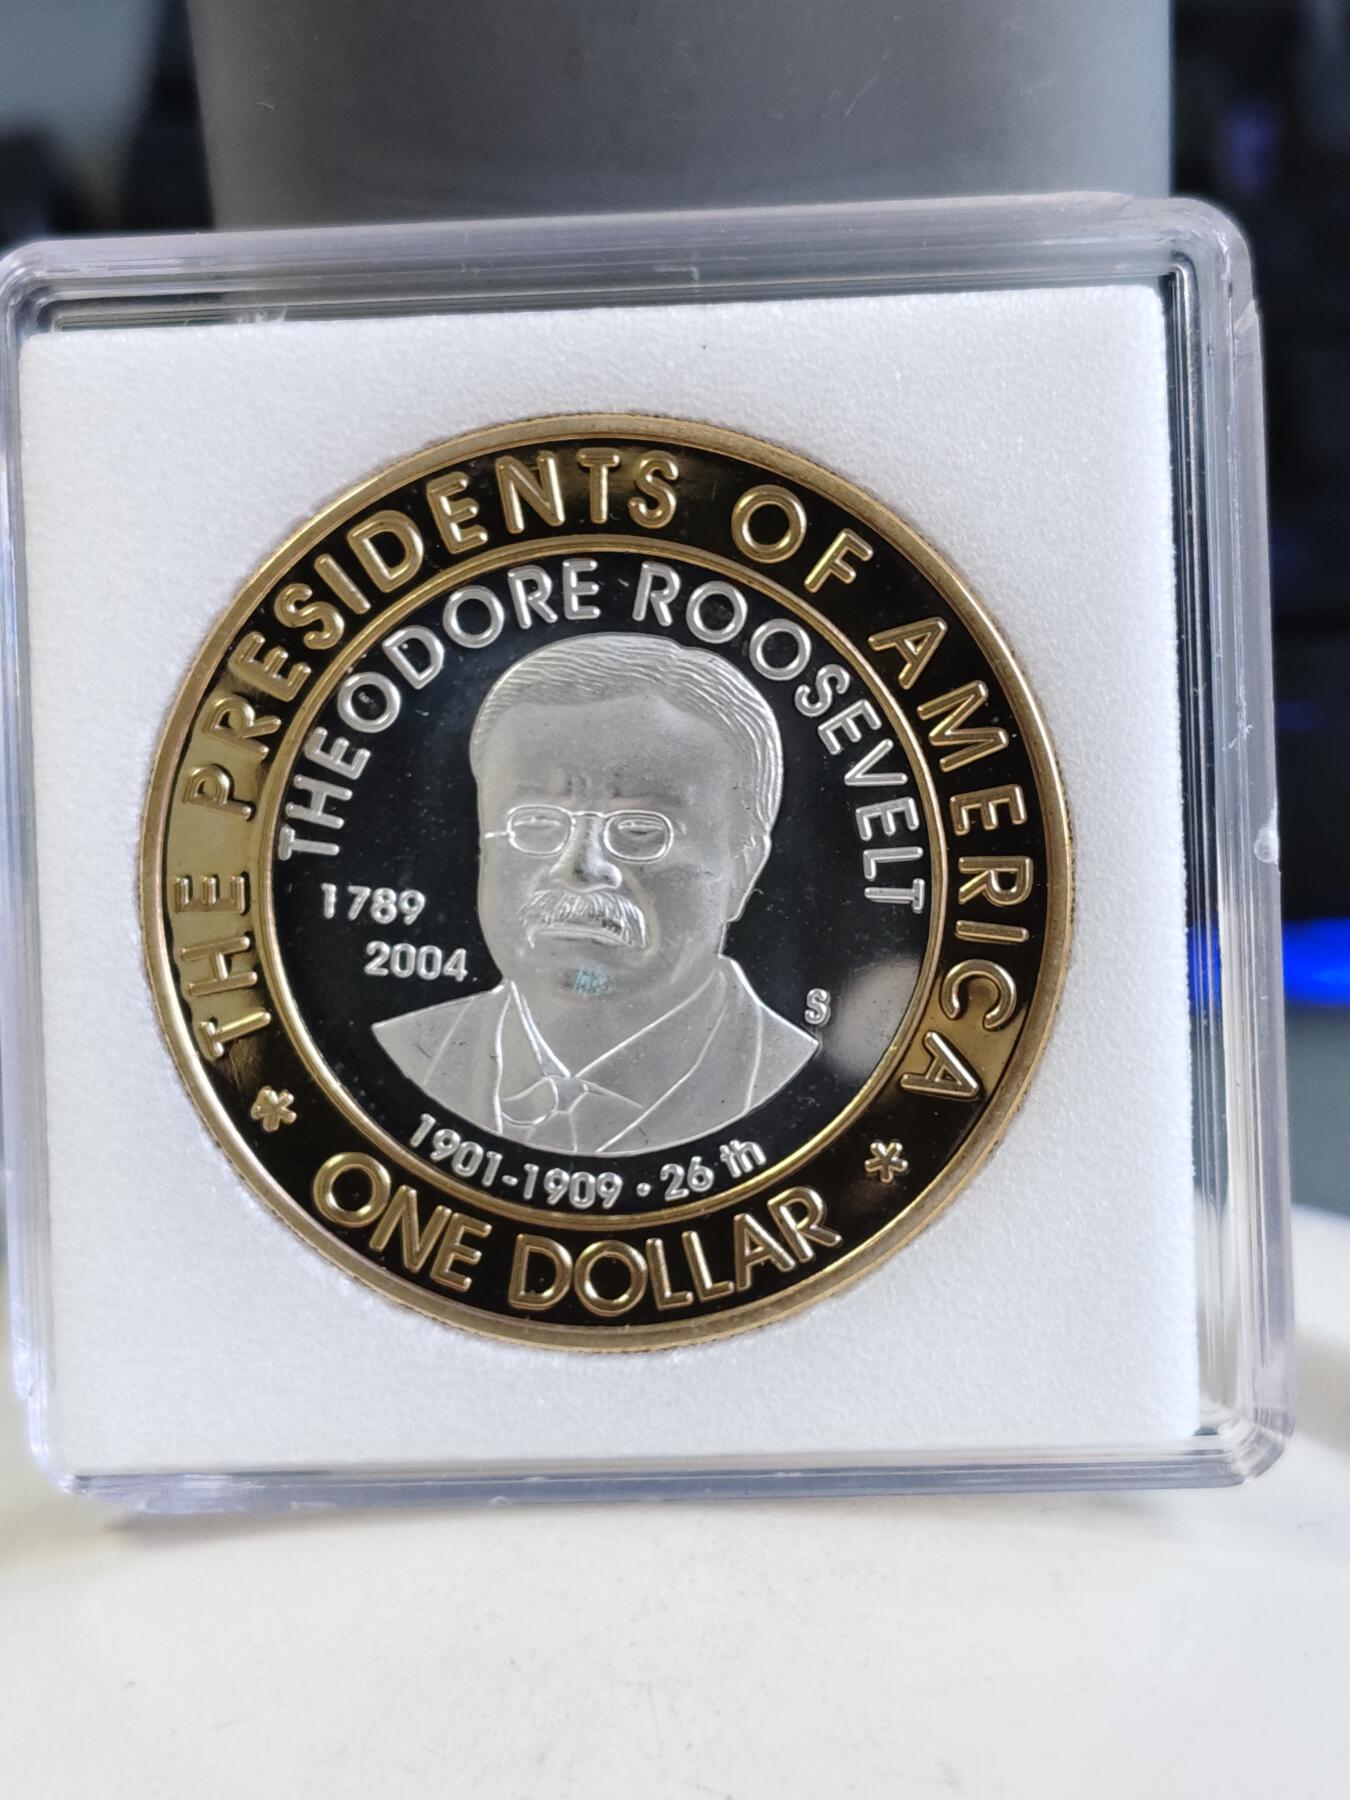 THE PRESIDENTS OF AMERICA
THEODORE ROOSEVELT
1789
2004
S
1901-1909 • 26 th
* ONE DOLLAR *